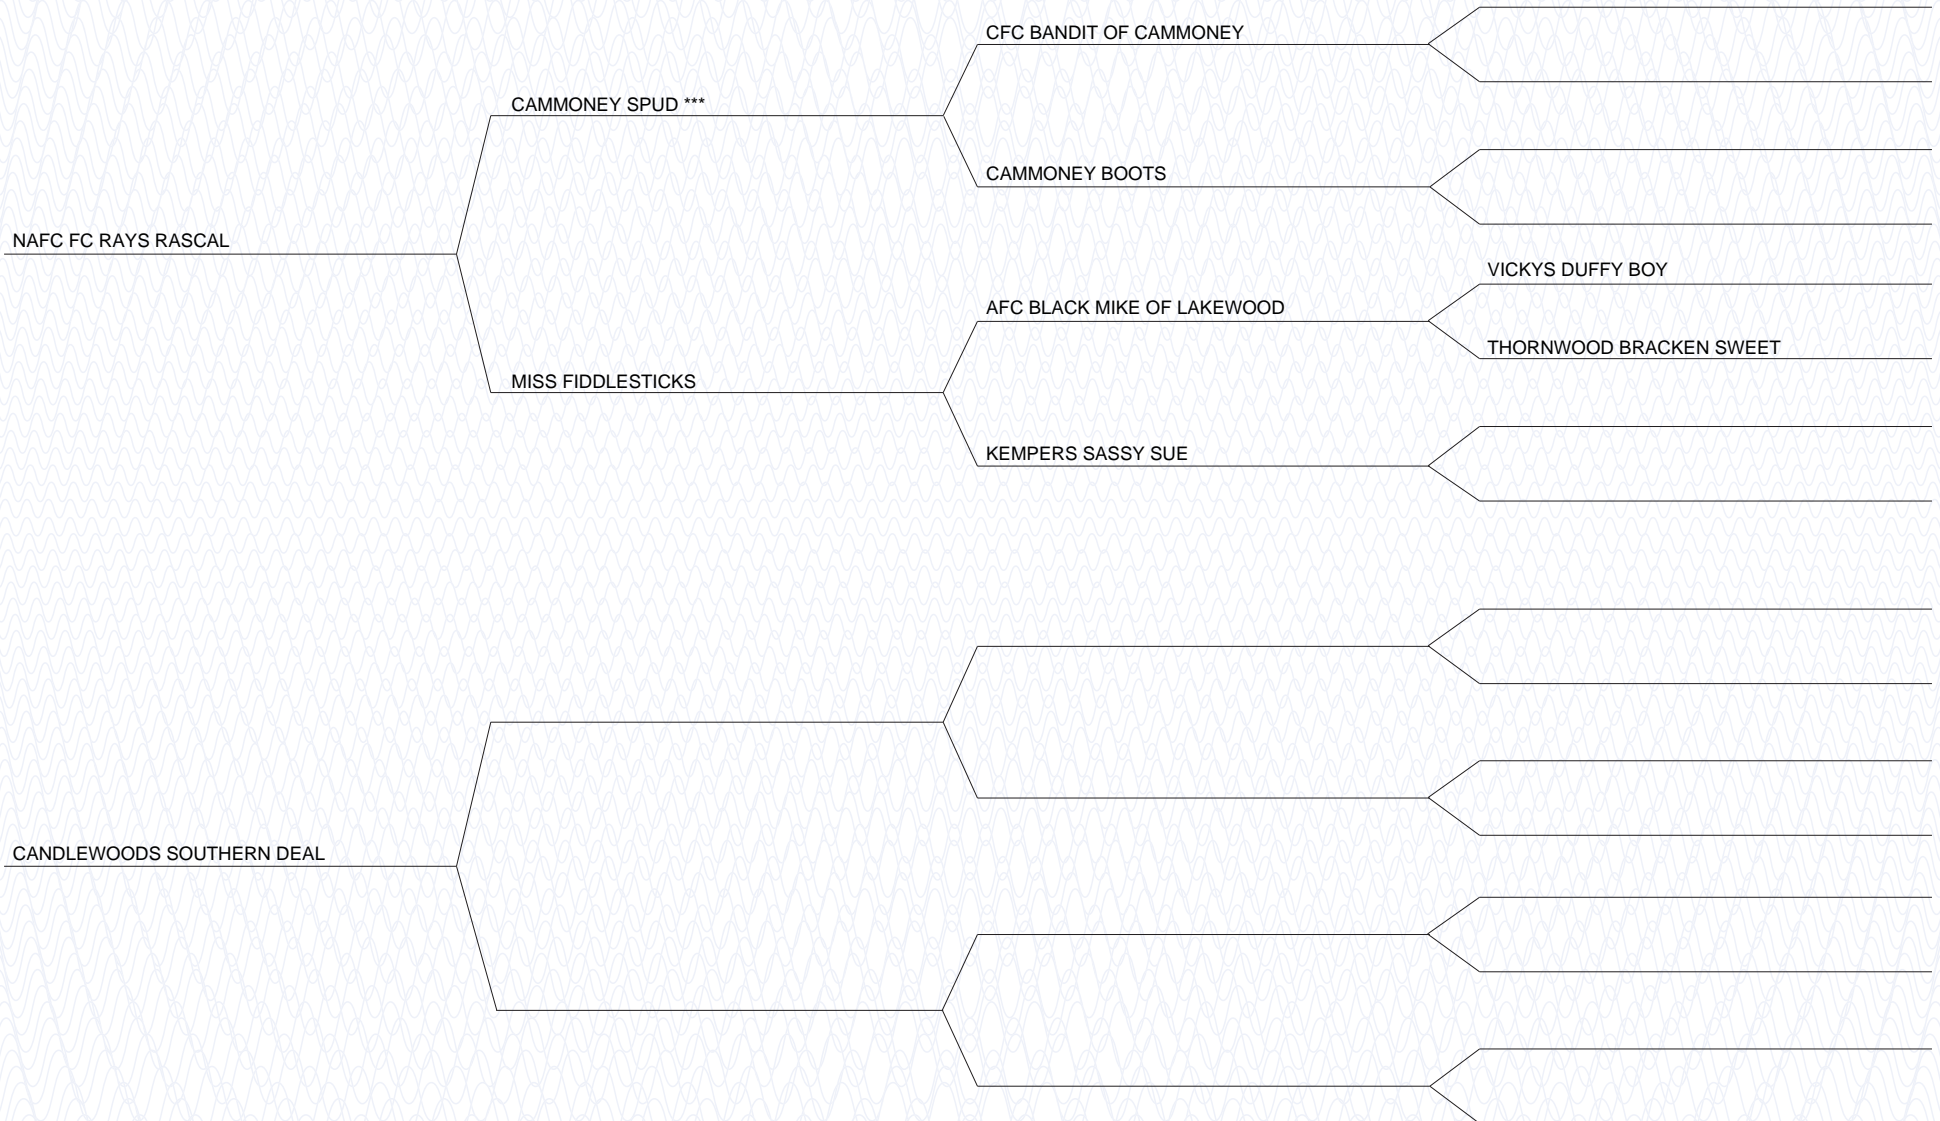 CFC BANDIT OF CAMMONEY
CAMMONEY SPUD ***
CAMMONEY BOOTS
NAFC FC RAYS RASCAL
VICKYS DUFFY BOY
AFC BLACK MIKE OF LAKEWOOD
THORNWOOD BRACKEN SWEET
MISS FIDDLESTICKS
KEMPERS SASSY SUE
CANDLEWOODS SOUTHERN DEAL